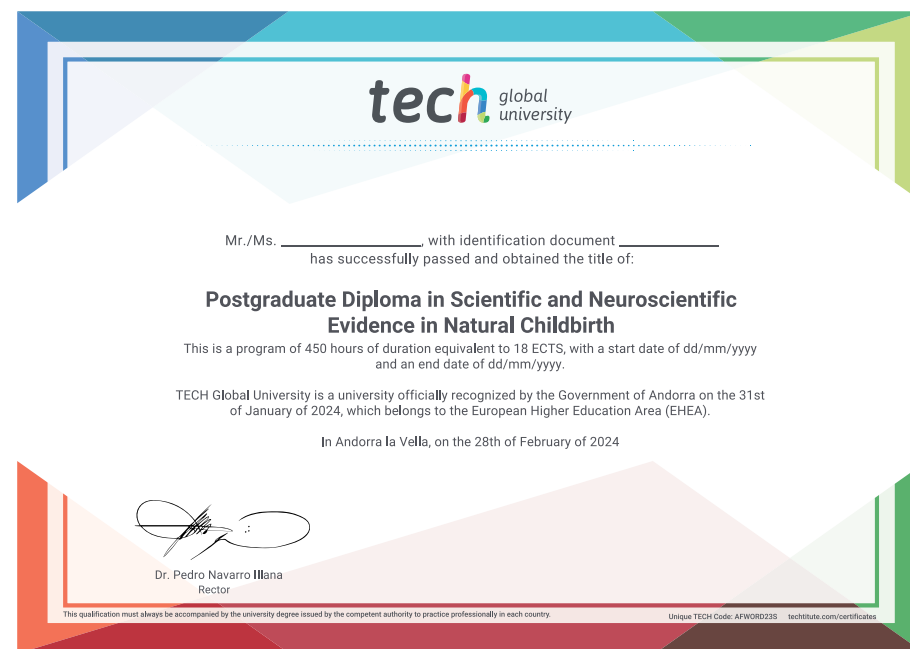 tech global
university
Mr./Ms. ____________________, with identification document ______________
has successfully passed and obtained the title of:
Postgraduate Diploma in Scientific and Neuroscientific
Evidence in Natural Childbirth
This is a program of 450 hours of duration equivalent to 18 ECTS, with a start date of dd/mm/yyyy
and an end date of dd/mm/yyyy.
TECH Global University is a university officially recognized by the Government of Andorra on the 31st
of January of 2024, which belongs to the European Higher Education Area (EHEA).
In Andorra la Vella, on the 28th of February of 2024
Dr. Pedro Navarro Illana
Rector
This qualification must always be accompanied by the university degree issued by the competent authority to practice professionally in each country.
Unique TECH Code: AFWORD23S techtitute.com/certificates